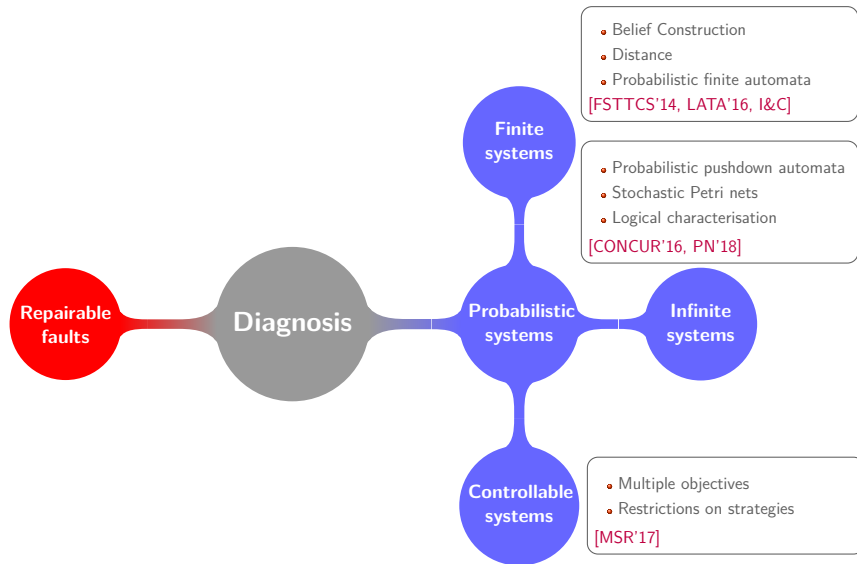 Belief Construction
Distance
Probabilistic finite automata
[FSTTCS'14, LATA'16, I&C]
Finite
systems
Probabilistic pushdown automata
Stochastic Petri nets
Logical characterisation
[CONCUR'16, PN'18]
Repairable
faults
Diagnosis
Probabilistic
systems
Infinite
systems
Controllable
systems
Multiple objectives
Restrictions on strategies
[MSR'17]